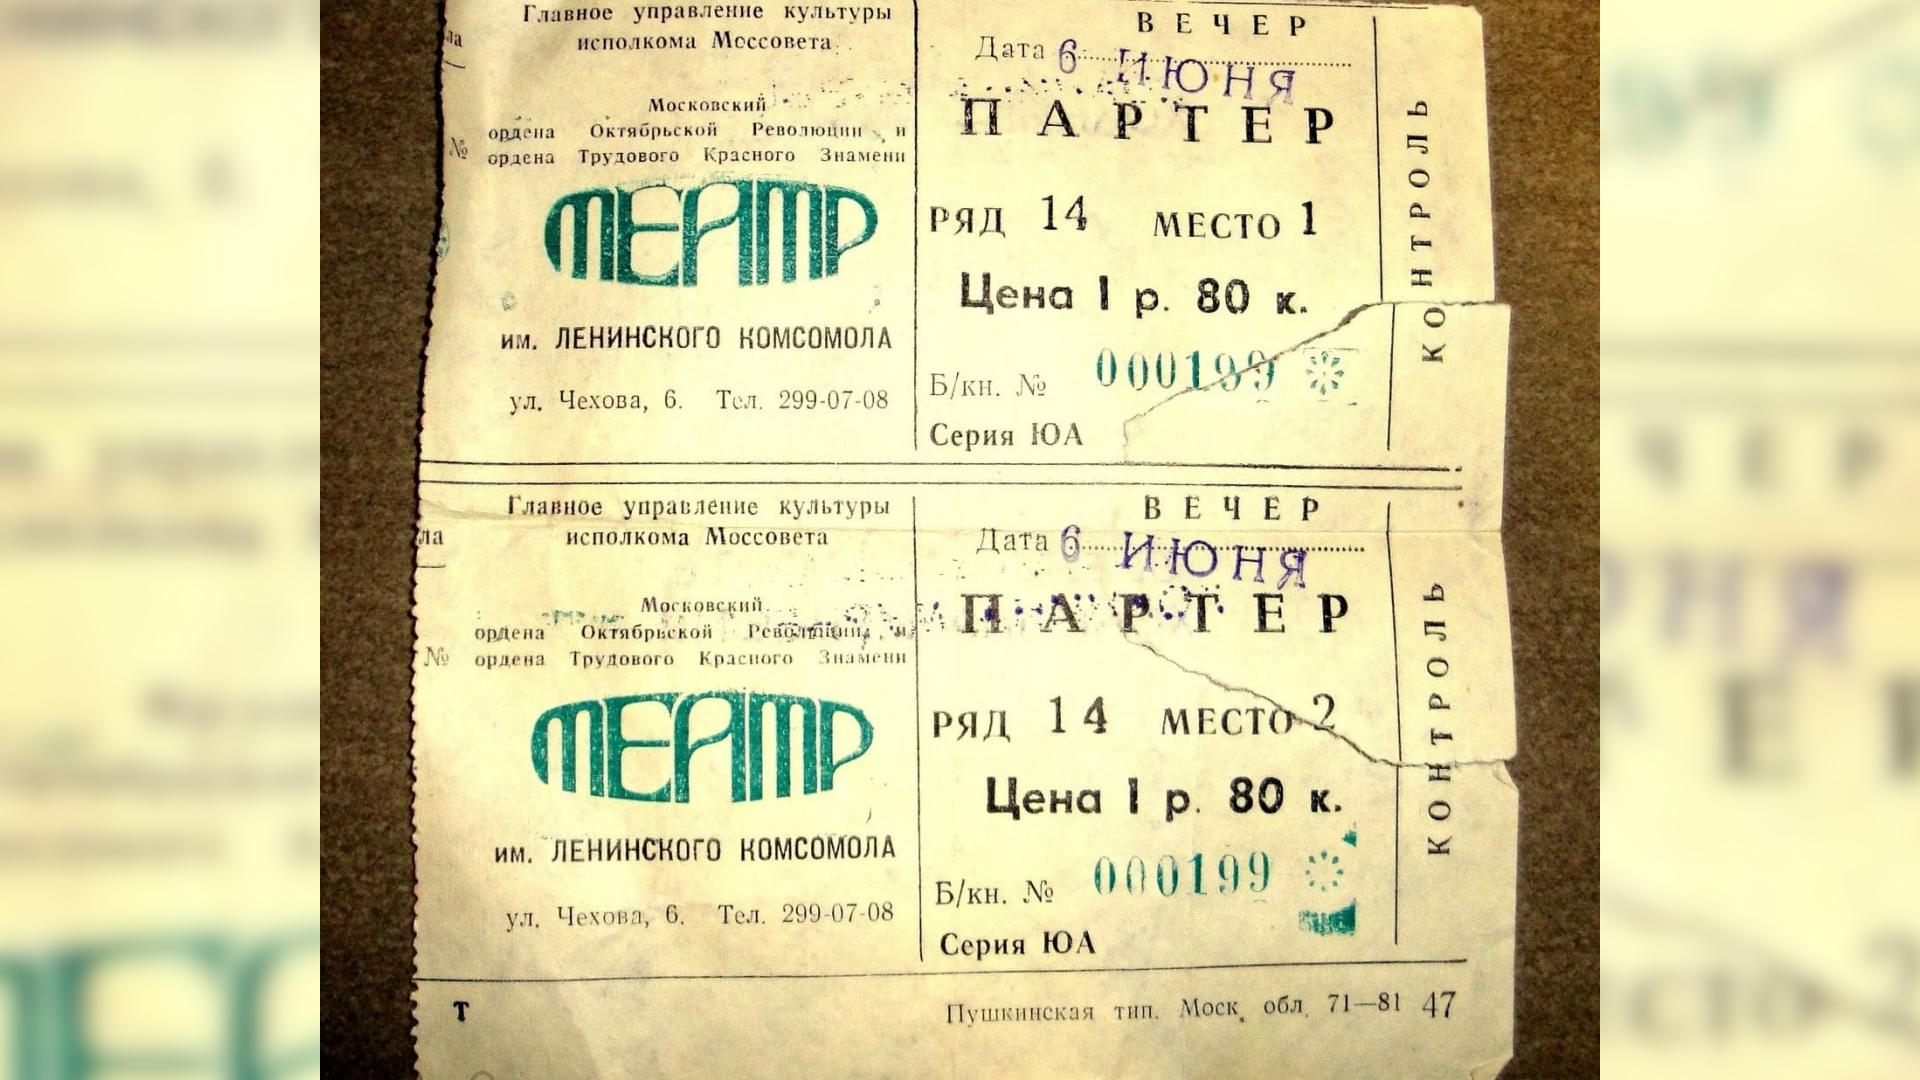 Главное управление культуры
исполкома Моссовета
ла
Московский
ордена Октябрьской Революции и
№ ордена Трудового Красного Знамени
ТЕАТР
им. ЛЕНИНСКОГО КОМСОМОЛА
ул. Чехова, 6. Тел. 299-07-08
ВЕЧЕР
Дата 6 ИЮНЯ
ПАРТЕР
РЯД 14 МЕСТО 1
Цена 1 р. 80 к.
Б/кн. № 000199
Серия ЮА
КОНТРОЛЬ
Главное управление культуры
исполкома Моссовета
ла
Московский
ордена Октябрьской Революции и
№ ордена Трудового Красного Знамени
ТЕАТР
им. ЛЕНИНСКОГО КОМСОМОЛА
ул. Чехова, 6. Тел. 299-07-08
ВЕЧЕР
Дата 6 ИЮНЯ
ПАРТЕР
РЯД 14 МЕСТО 2
Цена 1 р. 80 к.
Б/кн. № 000199
Серия ЮА
КОНТРОЛЬ
Т
Пушкинская тип. Моск. обл. 71—81 47